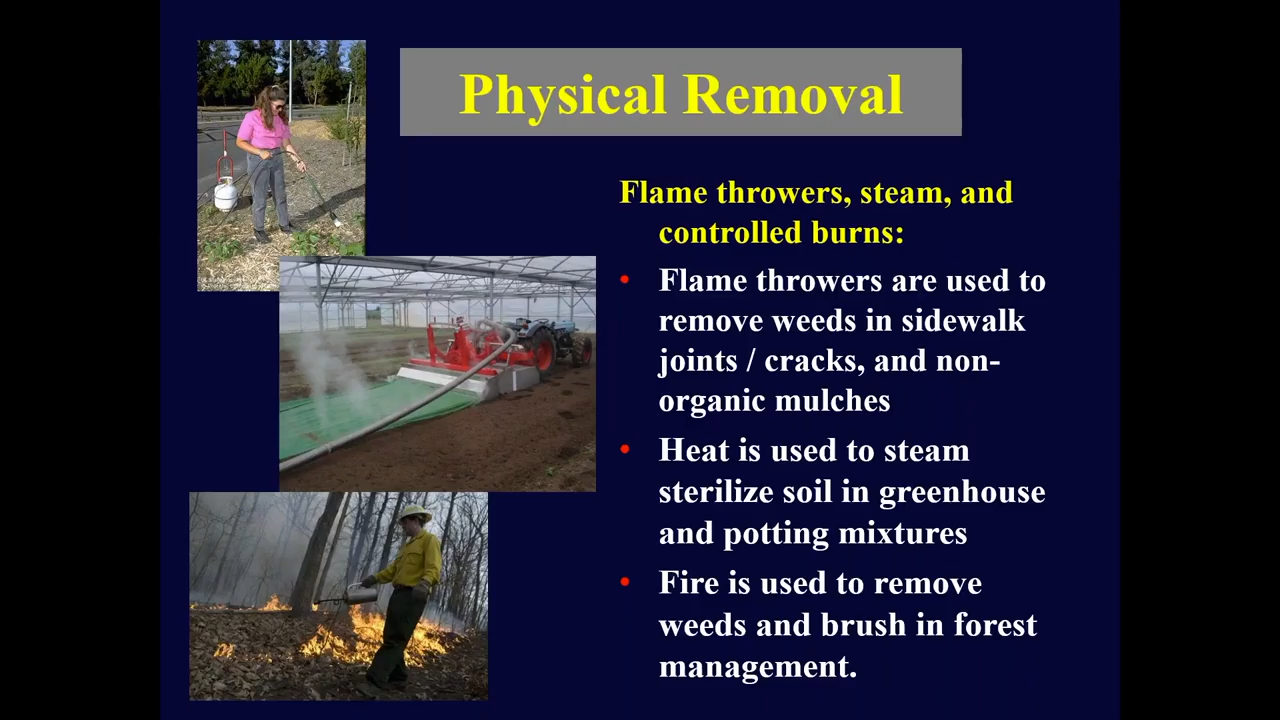 Physical Removal
Flame throwers, steam, and
controlled burns:
• Flame throwers are used to
remove weeds in sidewalk
joints / cracks, and non-
organic mulches
• Heat is used to steam
sterilize soil in greenhouse
and potting mixtures
• Fire is used to remove
weeds and brush in forest
management.